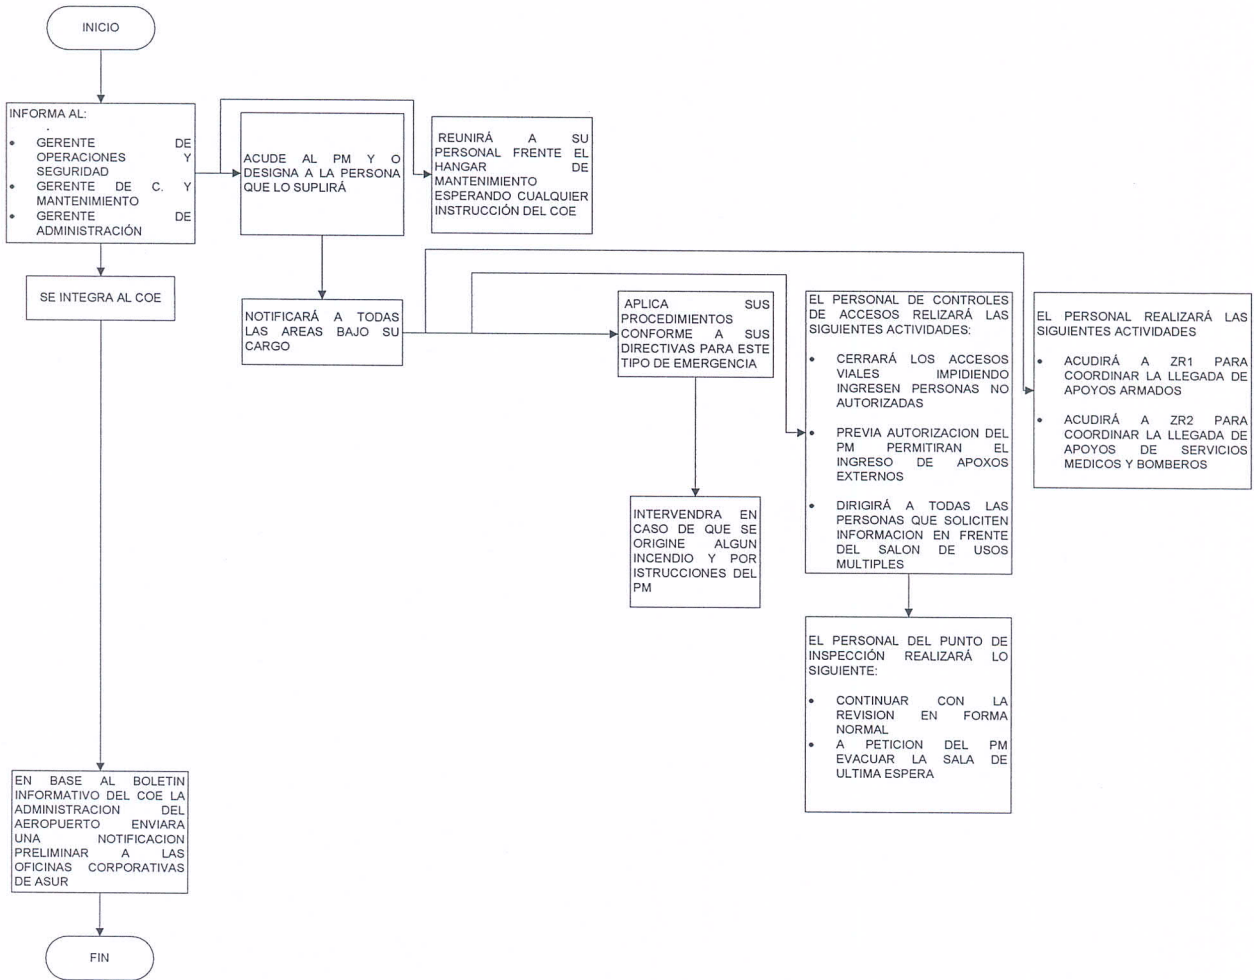 INICIO
INFORMA AL:
• GERENTE DE
OPERACIONES Y
SEGURIDAD
• GERENTE DE C. Y
MANTENIMIENTO
• GERENTE DE
ADMINISTRACIÓN
ACUDE AL PM Y O
DESIGNA A LA PERSONA
QUE LO SUPLIRÁ
REUNIRÁ A SU
PERSONAL FRENTE EL
HANGAR DE
MANTENIMIENTO
ESPERANDO CUALQUIER
INSTRUCCIÓN DEL COE
SE INTEGRA AL COE
NOTIFICARÁ A TODAS
LAS AREAS BAJO SU
CARGO
APLICA SUS
PROCEDIMIENTOS
CONFORME A SUS
DIRECTIVAS PARA ESTE
TIPO DE EMERGENCIA
EL PERSONAL DE CONTROLES
DE ACCESOS RELIZARÁ LAS
SIGUIENTES ACTIVIDADES:
• CERRARÁ LOS ACCESOS
VIALES IMPIDIENDO
INGRESEN PERSONAS NO
AUTORIZADAS
• PREVIA AUTORIZACION DEL
PM PERMITIRAN EL
INGRESO DE APOXOS
EXTERNOS
• DIRIGIRÁ A TODAS LAS
PERSONAS QUE SOLICITEN
INFORMACION EN FRENTE
DEL SALON DE USOS
MULTIPLES
EL PERSONAL REALIZARÁ LAS
SIGUIENTES ACTIVIDADES
• ACUDIRÁ A ZR1 PARA
COORDINAR LA LLEGADA DE
APOYOS ARMADOS
• ACUDIRÁ A ZR2 PARA
COORDINAR LA LLEGADA DE
APOYOS DE SERVICIOS
MEDICOS Y BOMBEROS
INTERVENDRA EN
CASO DE QUE SE
ORIGINE ALGUN
INCENDIO Y POR
ISTRUCCIONES DEL
PM
EL PERSONAL DEL PUNTO DE
INSPECCIÓN REALIZARÁ LO
SIGUIENTE:
• CONTINUAR CON LA
REVISION EN FORMA
NORMAL
• A PETICION DEL PM
EVACUAR LA SALA DE
ULTIMA ESPERA
EN BASE AL BOLETIN
INFORMATIVO DEL COE LA
ADMINISTRACION DEL
AEROPUERTO ENVIARA
UNA NOTIFICACION
PRELIMINAR A LAS
OFICINAS CORPORATIVAS
DE ASUR
FIN